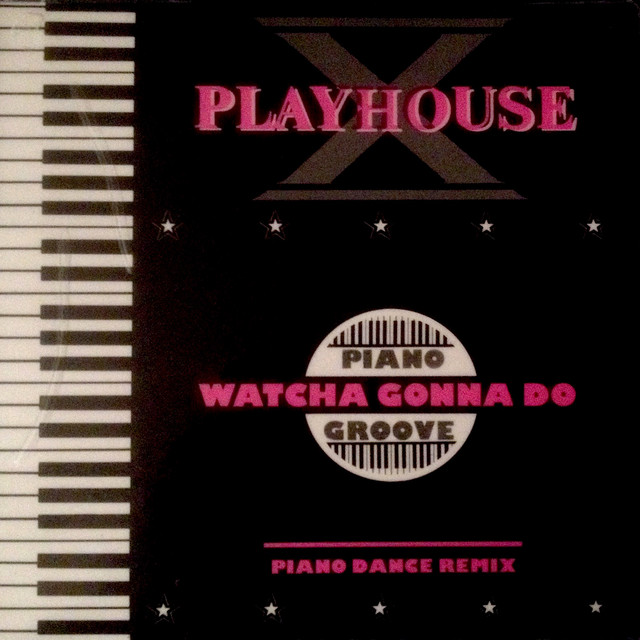 X
PLAYHOUSE
PIANO
WATCHA GONNA DO
GROOVE
PIANO DANCE REMIX